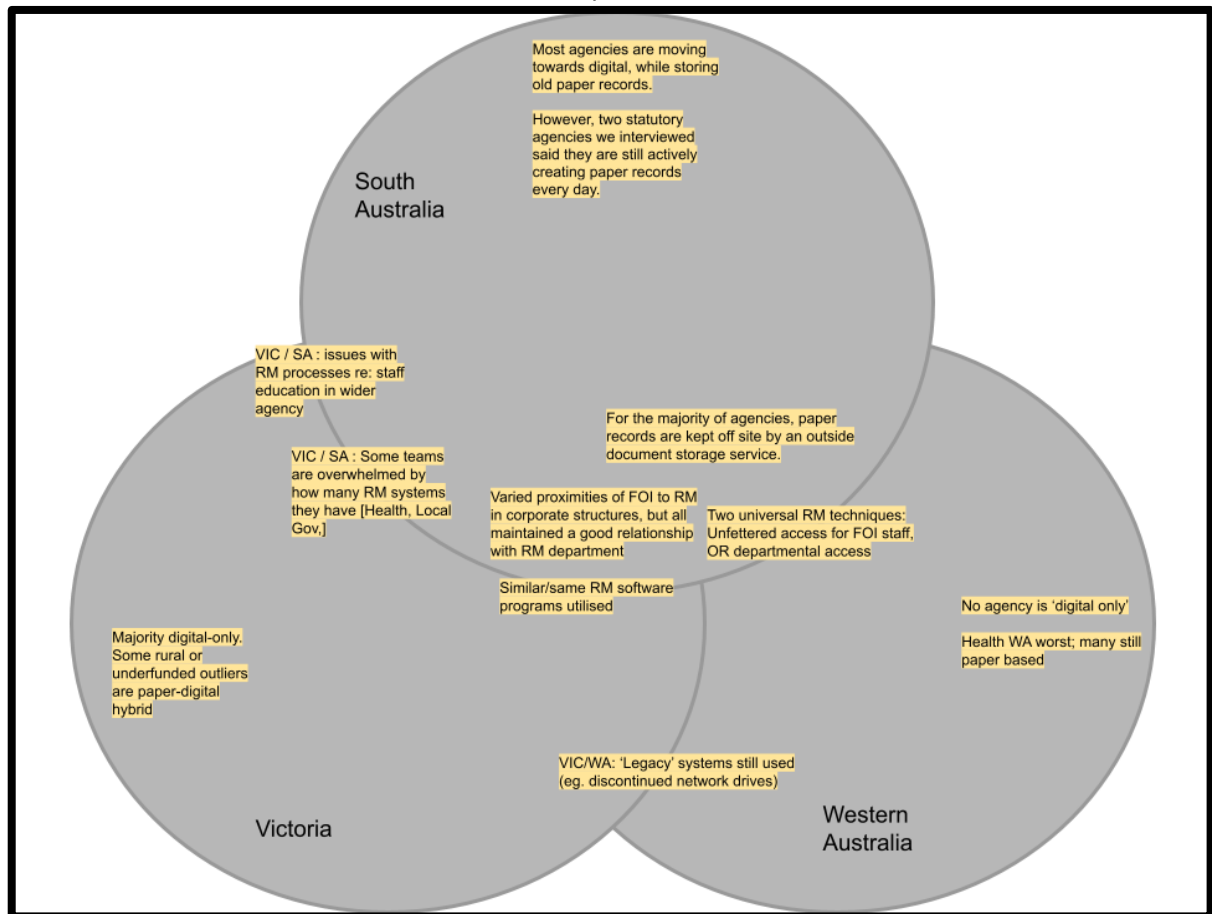 Most agencies are moving
towards digital, while storing
old paper records.
However, two statutory
agencies we interviewed
said they are still actively
creating paper records
every day.
South
Australia
VIC / SA : issues with
RM processes re: staff
education in wider
agency
For the majority of agencies, paper
records are kept off site by an outside
document storage service.
VIC / SA : Some teams
are overwhelmed by
how many RM systems
they have [Health, Local
Gov,]
Varied proximities of FOI to RM
in corporate structures, but all
maintained a good relationship
with RM department
Two universal RM techniques:
Unfettered access for FOI staff,
OR departmental access
Similar/same RM software
programs utilised
No agency is ‘digital only’
Health WA worst; many still
paper based
Majority digital-only.
Some rural or
underfunded outliers
are paper-digital
hybrid
VIC/WA: ‘Legacy’ systems still used
(eg. discontinued network drives)
Victoria
Western
Australia